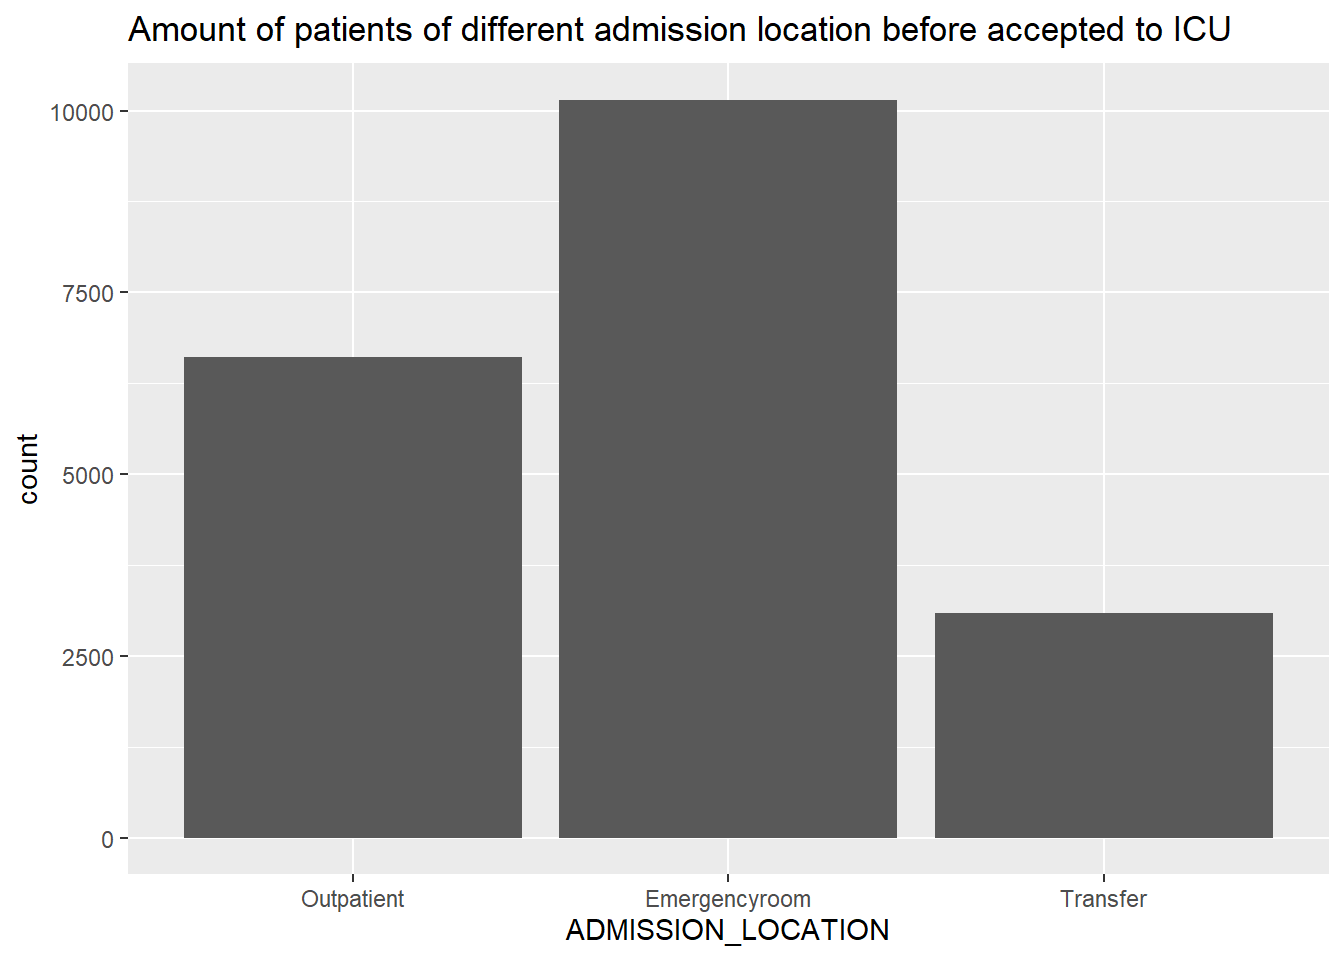 Amount of patients of different admission location before accepted to ICU
10000
7500
5000
2500
0
count
Outpatient Emergencyroom Transfer
ADMISSION_LOCATION